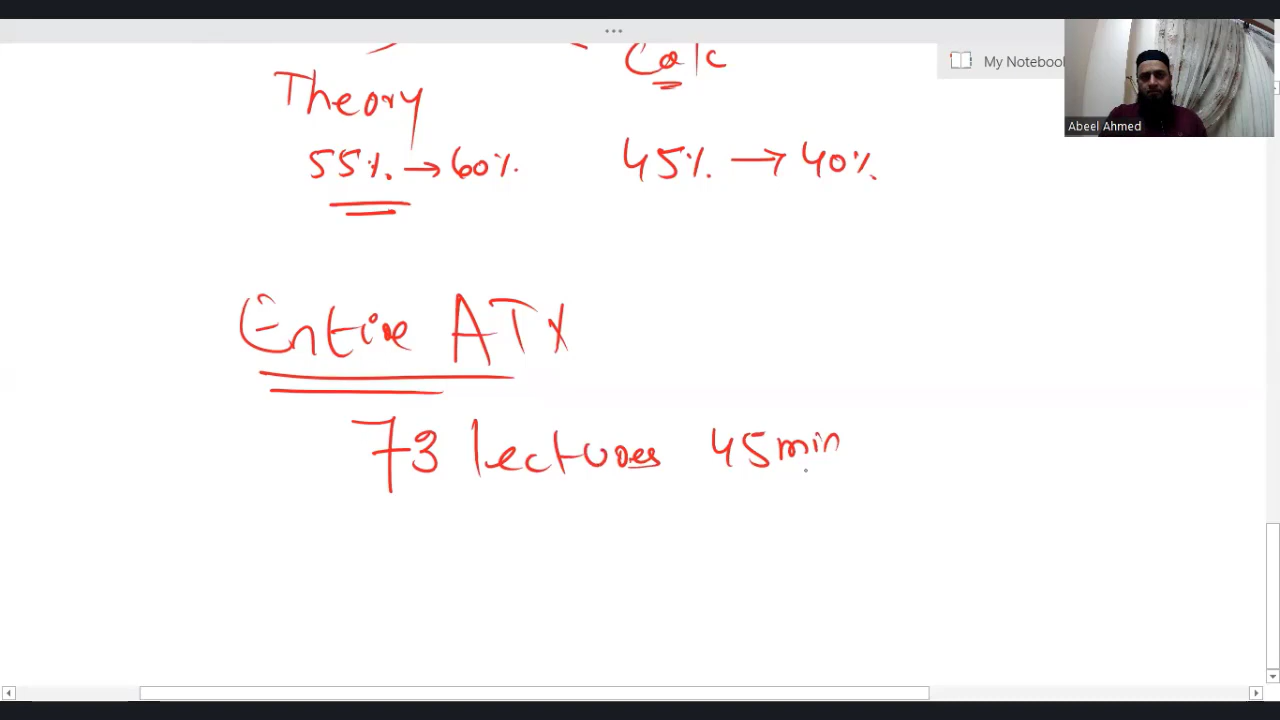 Calc
My Notebook
Theory
Abeel Ahmed
55% → 60%
45% → 40%
Entire ATX
73 lectures 45min